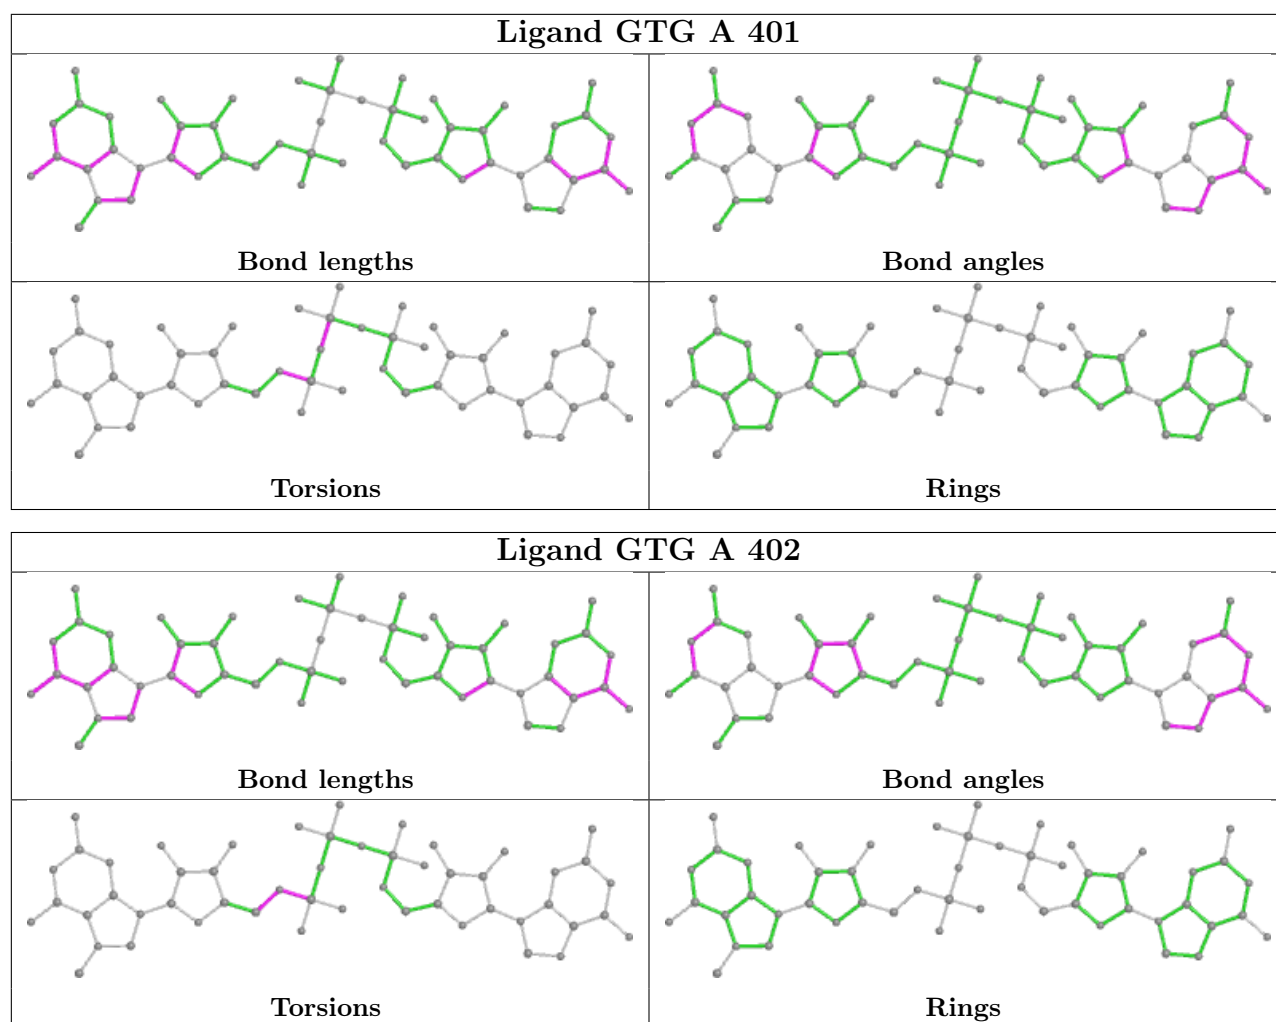 Ligand GTG A 401
Bond lengths
Bond angles
Torsions
Rings
Ligand GTG A 402
Bond lengths
Bond angles
Torsions
Rings